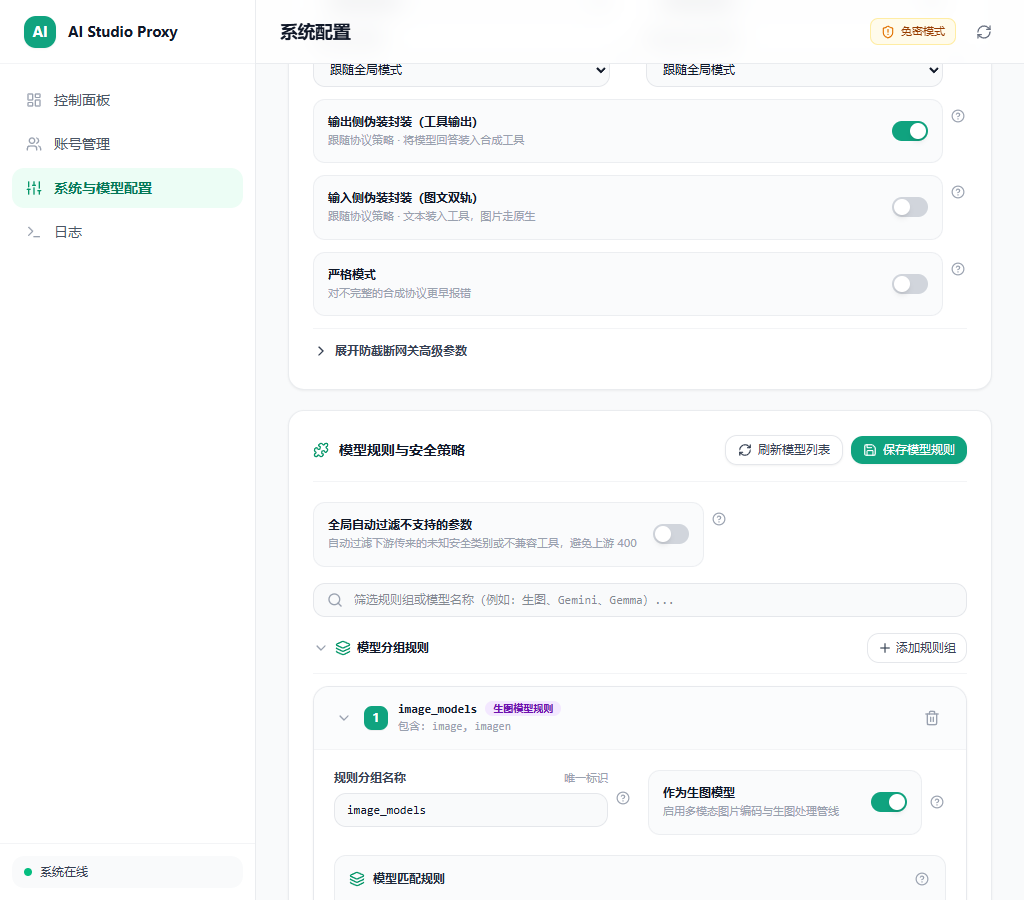 AI
AI Studio Proxy
系统配置
免密模式
控制面板
账号管理
系统与模型配置
日志
系统在线
跟随全局模式
跟随全局模式
输出侧伪装封装（工具输出）
跟随协议策略 · 将模型回答装入合成工具
输入侧伪装封装（图文双轨）
跟随协议策略 · 文本装入工具，图片走原生
严格模式
对不完整的合成协议更早报错
展开防截断网关高级参数
模型规则与安全策略
刷新模型列表
保存模型规则
全局自动过滤不支持的参数
自动过滤下游传来的未知安全类别或不兼容工具，避免上游 400
筛选规则组或模型名称（例如：生图、Gemini、Gemma）...
模型分组规则
添加规则组
1
image_models
生图模型规则
包含: image, imagen
规则分组名称
唯一标识
image_models
作为生图模型
启用多模态图片编码与生图处理管线
模型匹配规则